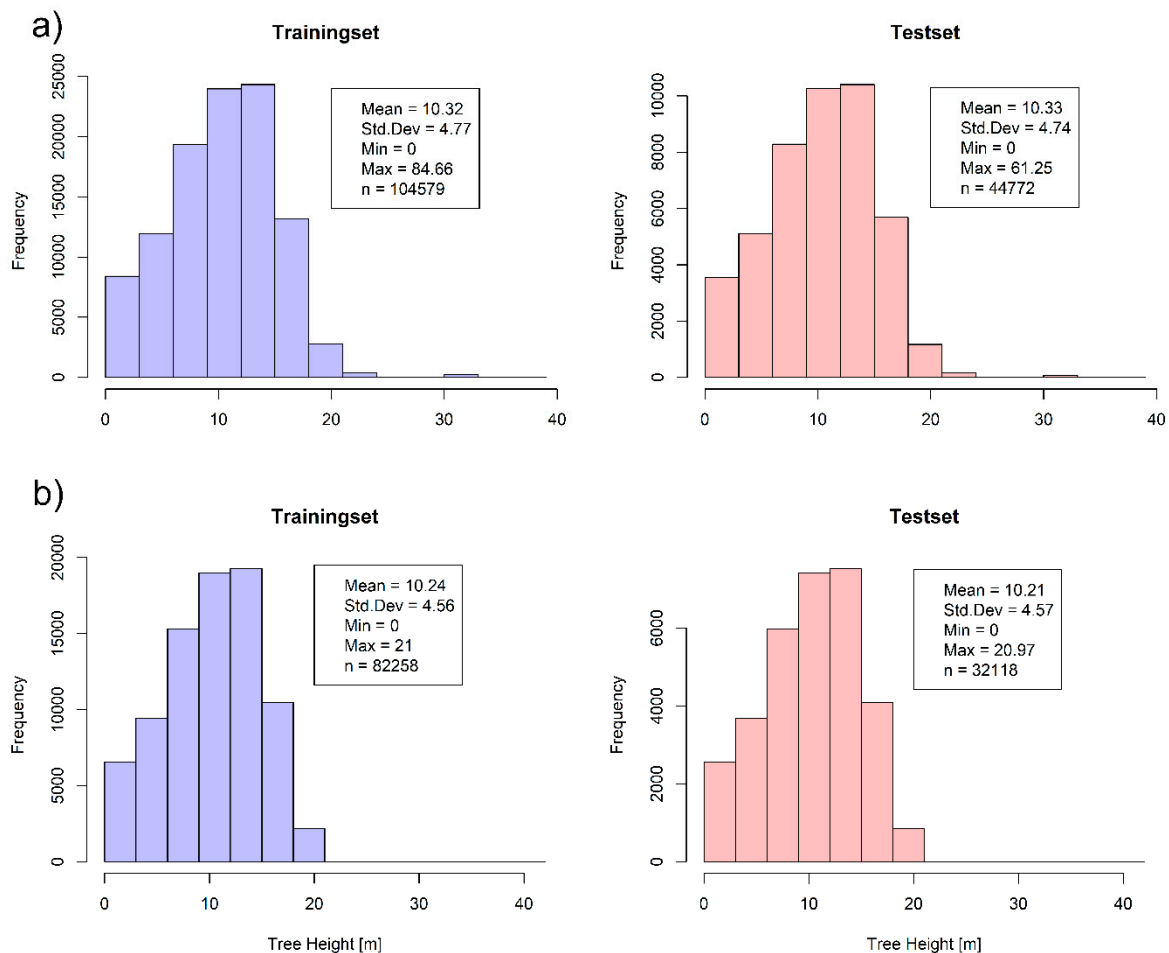 a)
Trainingset
Testset
Mean = 10.32
Std.Dev = 4.77
Min = 0
Max = 84.66
n = 104579
Mean = 10.33
Std.Dev = 4.74
Min = 0
Max = 61.25
n = 44772
Frequency
0
5000
10000
15000
20000
25000
0 10 20 30 40
Frequency
0
2000
4000
6000
8000
10000
0 10 20 30 40
b)
Trainingset
Testset
Mean = 10.24
Std.Dev = 4.56
Min = 0
Max = 21
n = 82258
Mean = 10.21
Std.Dev = 4.57
Min = 0
Max = 20.97
n = 32118
Frequency
0
5000
10000
15000
20000
0 10 20 30 40
Tree Height [m]
Frequency
0
2000
4000
6000
0 10 20 30 40
Tree Height [m]